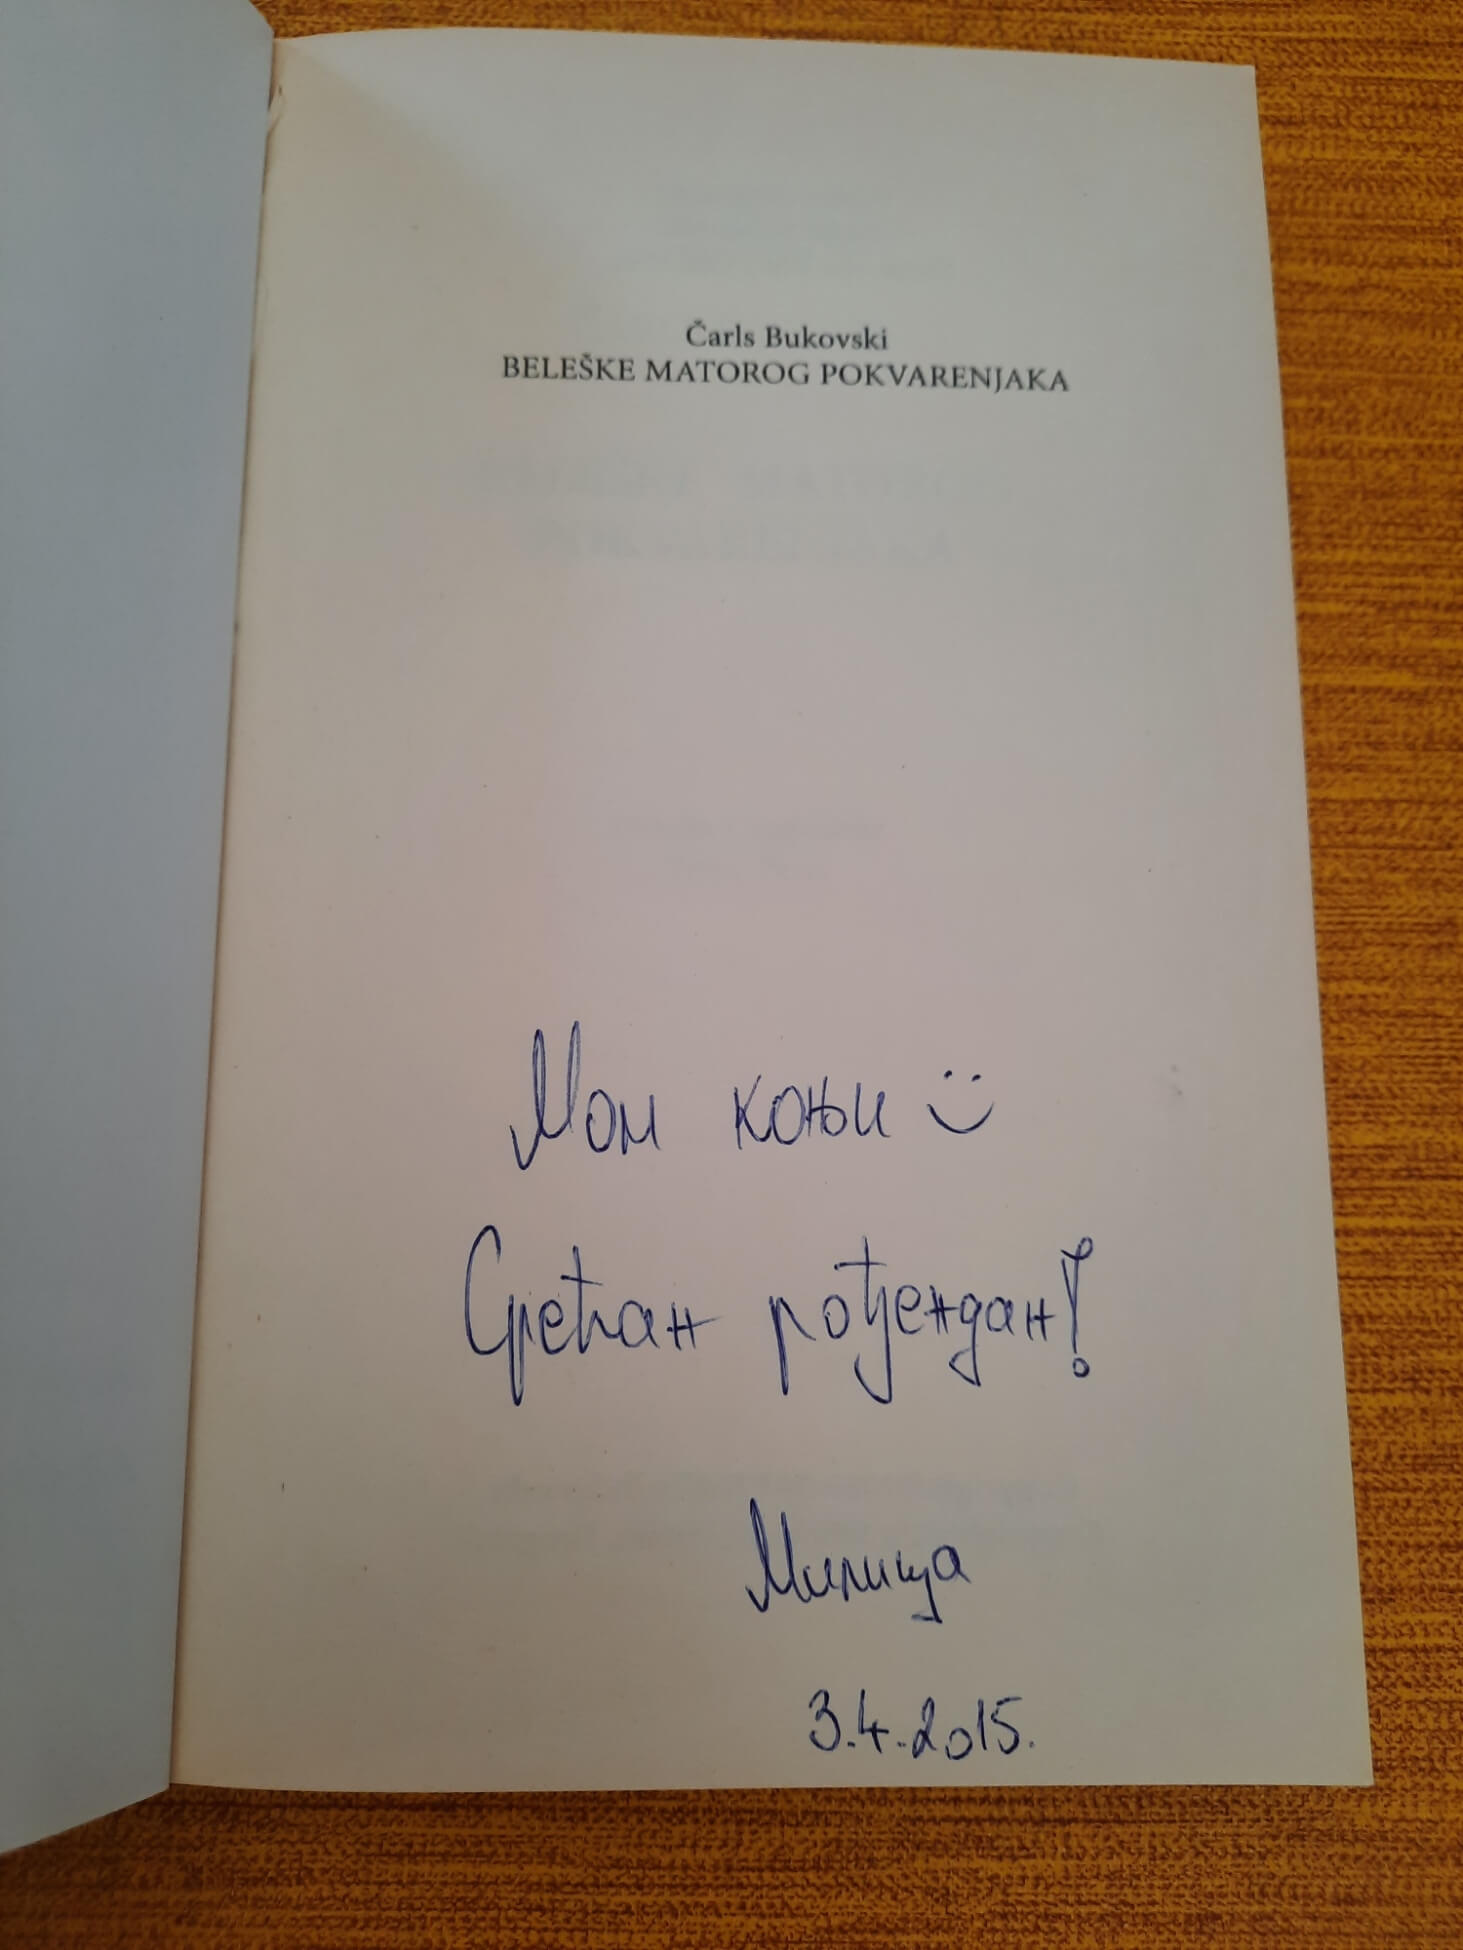 Čarls Bukovski
BELEŠKE MATOROG POKVARENJAKA
Мом коњи :)
Срећан рођендан!
Милица
3.4.2015.